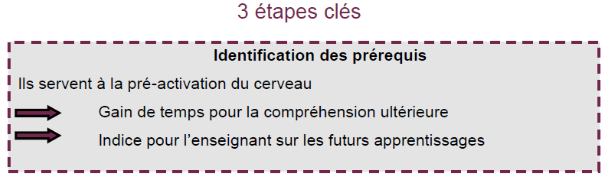 3 étapes clés
Identification des prérequis
Ils servent à la pré-activation du cerveau
Gain de temps pour la compréhension ultérieure
Indice pour l'enseignant sur les futurs apprentissages